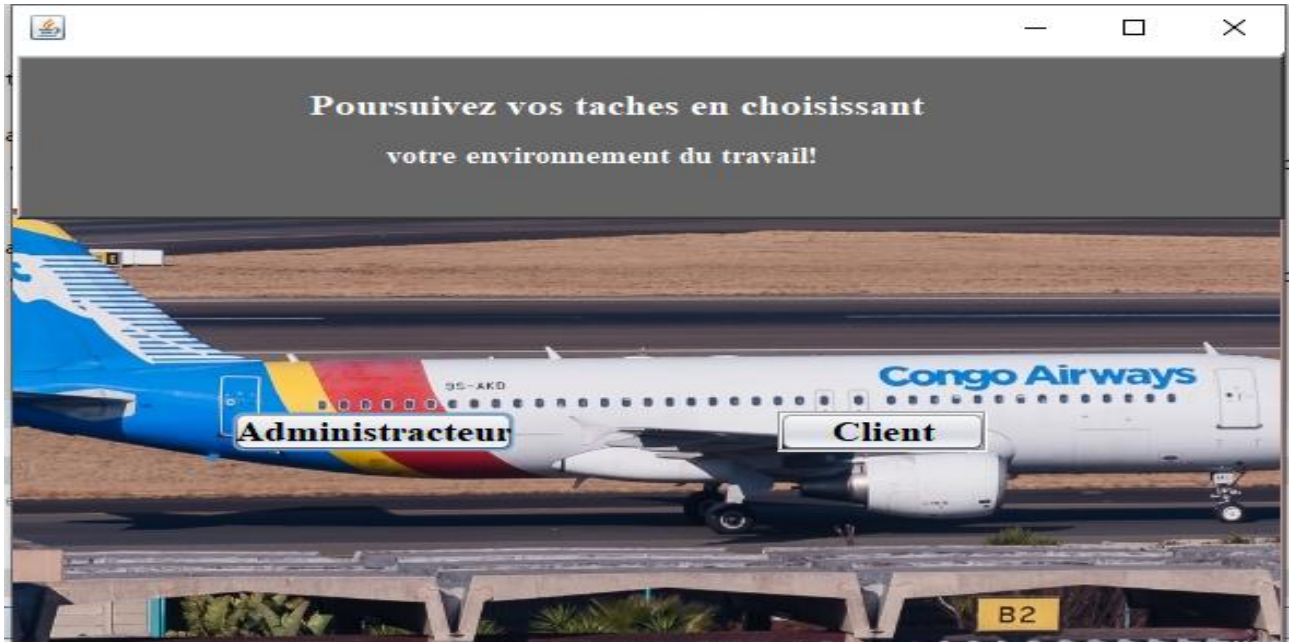 Poursuivez vos taches en choisissant
votre environnement du travail!
Congo Airways
9S-AKD
Administracteur
Client
B2